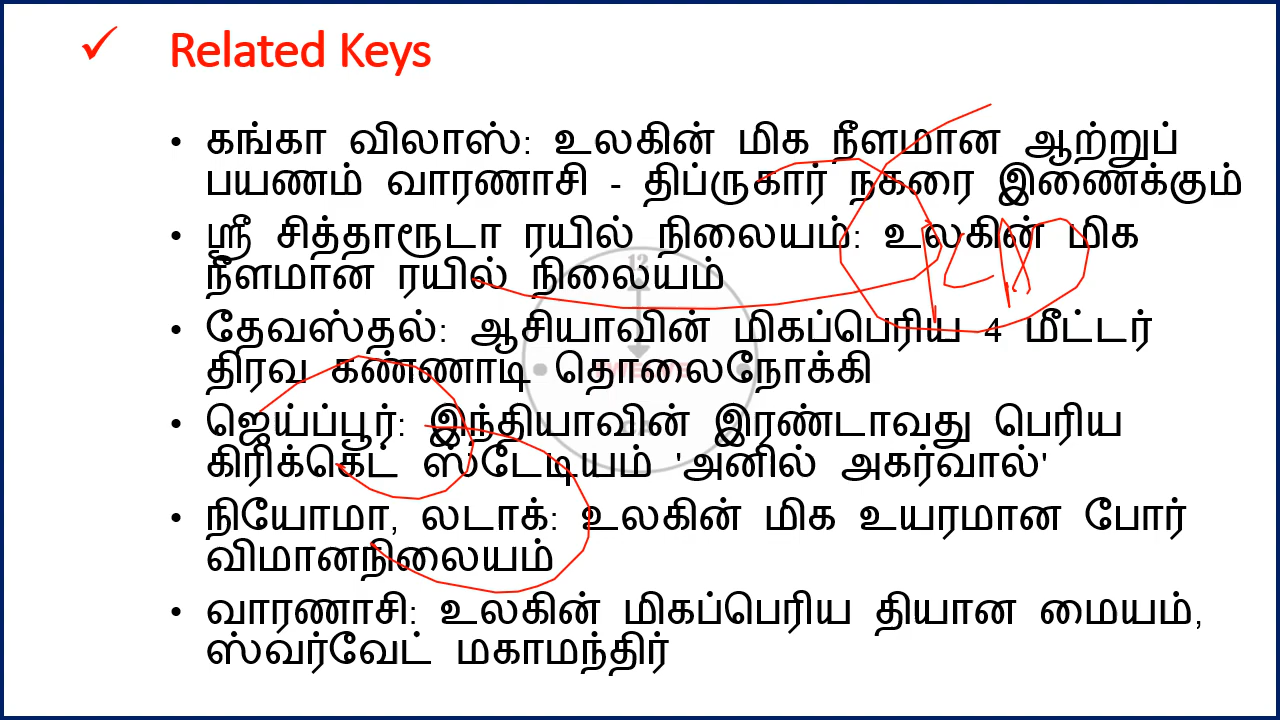 Related Keys
• கங்கா விலாஸ்: உலகின் மிக நீளமான ஆற்றுப்
பயணம் வாரணாசி - திப்ருகார் நகரை இணைக்கும்
• ஸ்ரீ சித்தாரூடா ரயில் நிலையம்: உலகின் மிக
நீளமான ரயில் நிலையம்
• தேவஸ்தல்: ஆசியாவின் மிகப்பெரிய 4 மீட்டர்
திரவ கண்ணாடி தொலைநோக்கி
• ஜெய்ப்பூர்: இந்தியாவின் இரண்டாவது பெரிய
கிரிக்கெட் ஸ்டேடியம் 'அனில் அகர்வால்'
• நியோமா, லடாக்: உலகின் மிக உயரமான போர்
விமானநிலையம்
• வாரணாசி: உலகின் மிகப்பெரிய தியான மையம்,
ஸ்வர்வேட் மகாமந்திர்